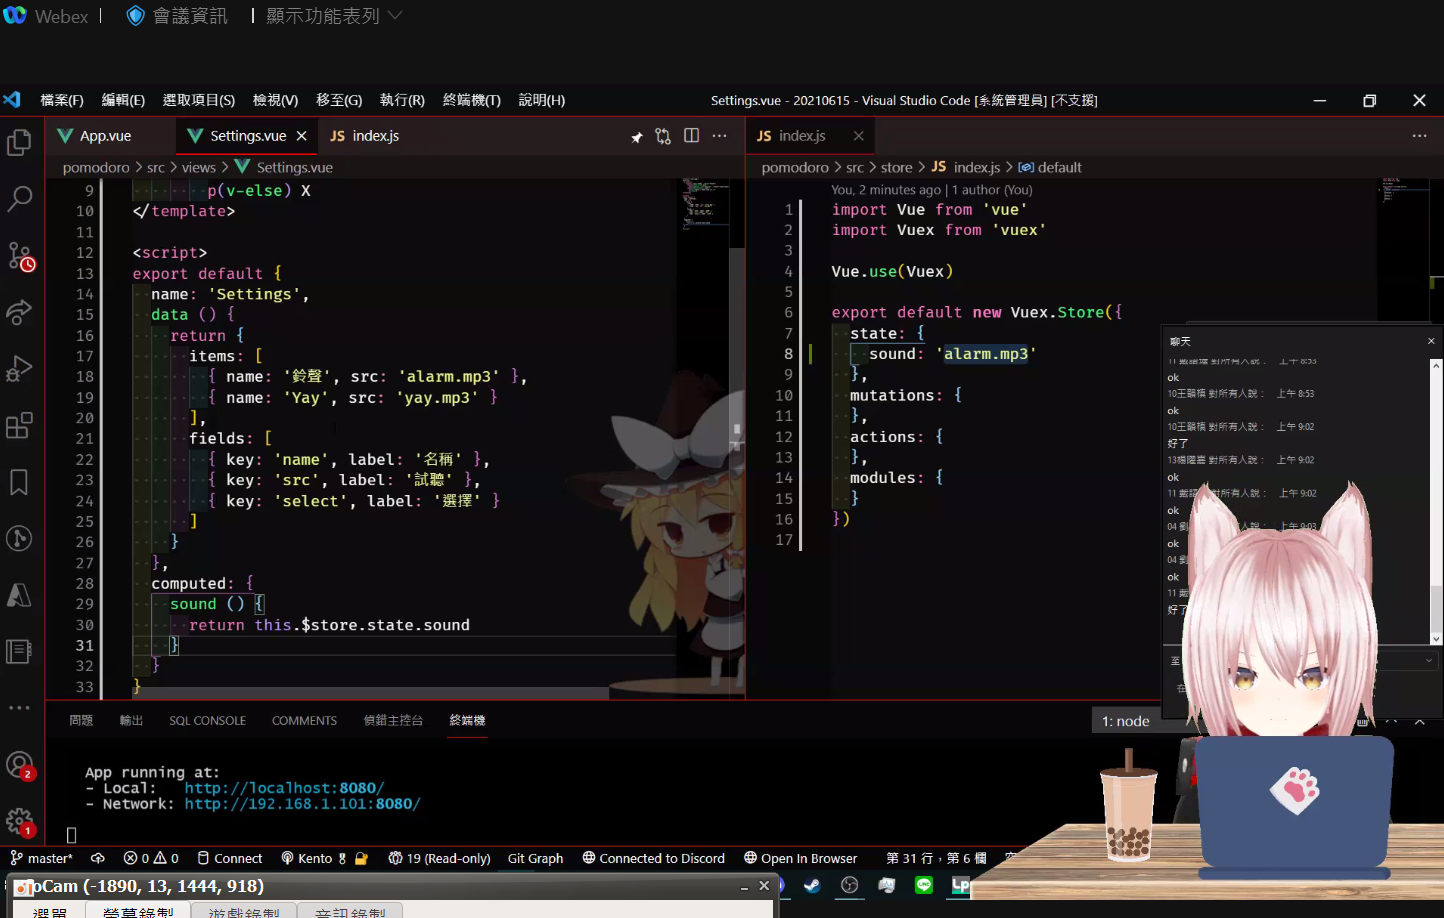 Webex | 會議資訊 | 顯示功能表列
檔案(F) 編輯(E) 選取項目(S) 檢視(V) 移至(G) 執行(R) 終端機(T) 說明(H)
Settings.vue - 20210615 - Visual Studio Code [系統管理員] [不支援]
App.vue
Settings.vue
JS index.js
pomodoro > src > views > Settings.vue
9 p(v-else) X
10 </template>
11
12 <script>
13 export default {
14 name: 'Settings',
15 data () {
16 return {
17 items: [
18 { name: '鈴聲', src: 'alarm.mp3' },
19 { name: 'Yay', src: 'yay.mp3' }
20 ],
21 fields: [
22 { key: 'name', label: '名稱' },
23 { key: 'src', label: '試聽' },
24 { key: 'select', label: '選擇' }
25 ]
26 }
27 },
28 computed: {
29 sound () {
30 return this.$store.state.sound
31 }
32 }
33 }
JS index.js
pomodoro > src > store > JS index.js > default
You, 2 minutes ago | 1 author (You)
1 import Vue from 'vue'
2 import Vuex from 'vuex'
3
4 Vue.use(Vuex)
5
6 export default new Vuex.Store({
7 state: {
8 sound: 'alarm.mp3'
9 },
10 mutations: {
11 },
12 actions: {
13 },
14 modules: {
15 }
16 })
17
聊天
ok
10王 對所有人說： 上午 8:53
ok
10王 對所有人說： 上午 9:02
好了
對所有人說： 上午 9:02
ok
對所有人說： 上午 9:02
ok
04 對所有人說： 上午 9:03
ok
04
ok
11
好了
問題 輸出 SQL CONSOLE COMMENTS 偵錯主控台 終端機
1: node
App running at:
- Local: http://localhost:8080/
- Network: http://192.168.1.101:8080/
2
1
master* 0 0 Connect Kento 19 (Read-only) Git Graph Connected to Discord Open In Browser 第 31 行，第 6 欄
oCam (-1890, 13, 1444, 918)
選單 螢幕錄製 遊戲錄製 音訊錄製